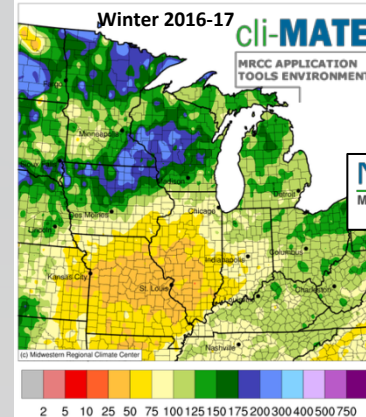 Winter 2016-17
cli-MATE
MRCC APPLICATION
TOOLS ENVIRONMENT
Minneapolis
Des Moines
Chicago
Detroit
Lincoln
Indianapolis
Columbus
Kansas City
St. Louis
Louisville
Charleston
Nashville
(c) Midwestern Regional Climate Center
2 5 10 25 50 75 100 125 150 175 200 300 400 500 750